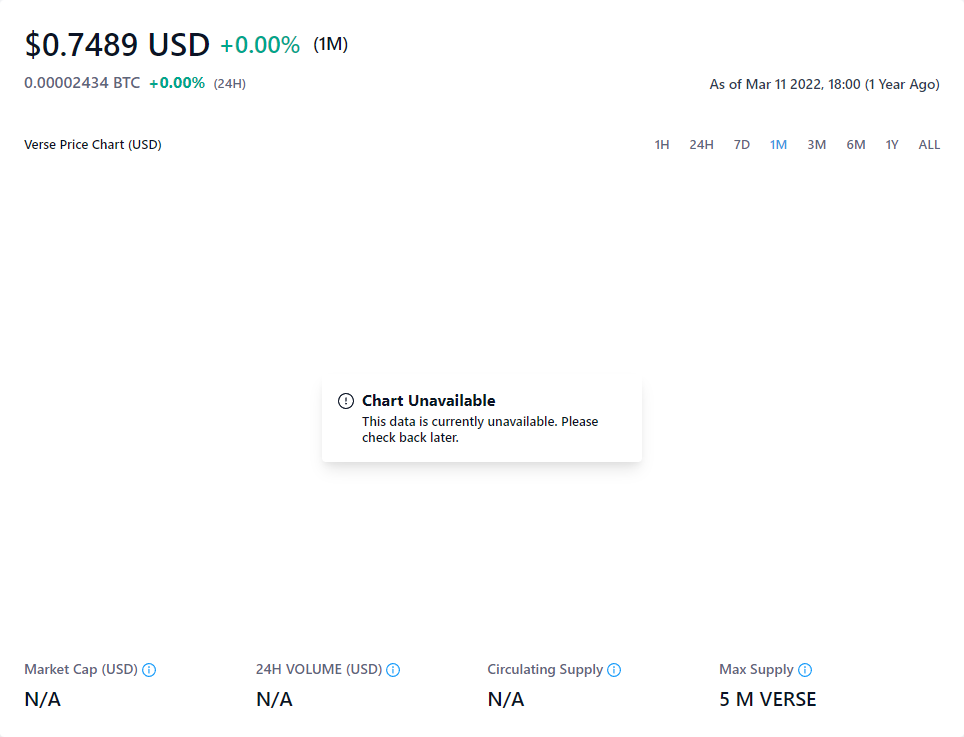 $0.7489 USD +0.00% (1M)
0.00002434 BTC +0.00% (24H)
As of Mar 11 2022, 18:00 (1 Year Ago)
Verse Price Chart (USD)
1H 24H 7D 1M 3M 6M 1Y ALL
Chart Unavailable
This data is currently unavailable. Please
check back later.
Market Cap (USD)
N/A
24H VOLUME (USD)
N/A
Circulating Supply
N/A
Max Supply
5 M VERSE